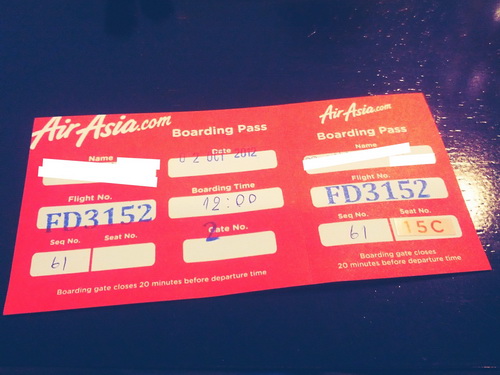 AirAsia.com
Boarding Pass
Name
Date
02 OCT 2012
Flight No.
FD3152
Boarding Time
12:00
Seq No.
61
Seat No.
Gate No.
2
Boarding gate closes 20 minutes before departure time
AirAsia.com
Boarding Pass
Name
Flight No.
FD3152
Seq No.
61
Seat No.
15C
Boarding gate closes
20 minutes before departure time